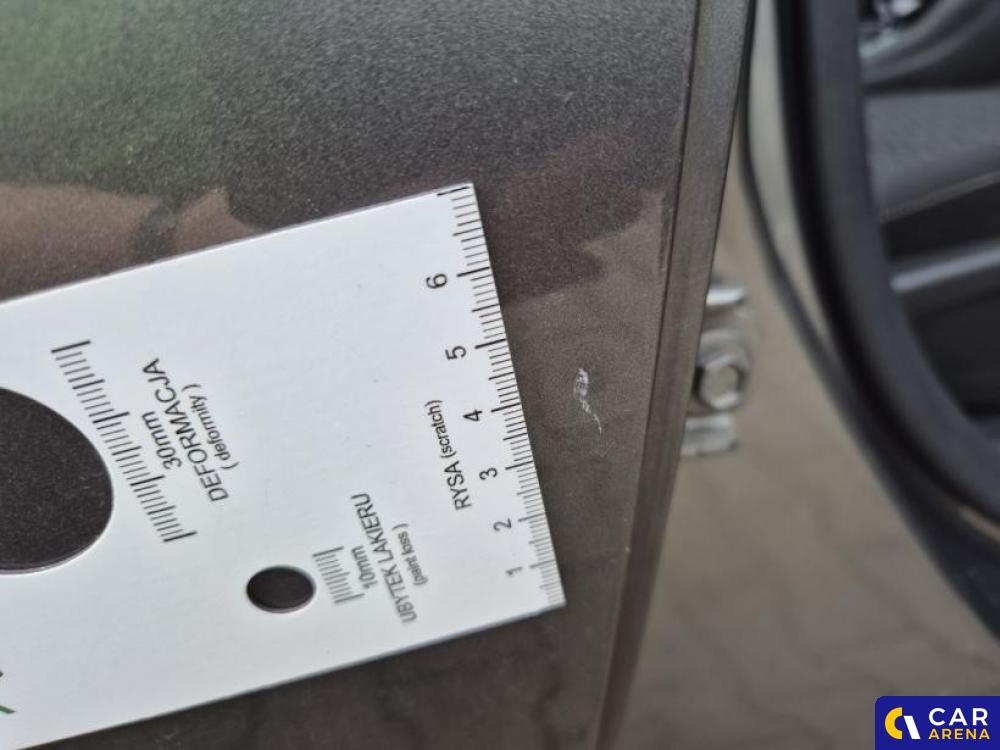 30mm
DEFORMACJA
( deformity )
10mm
UBYTEK LAKIERU
(paint loss)
RYSA (scratch)
1 2 3 4 5 6
CAR
ARENA